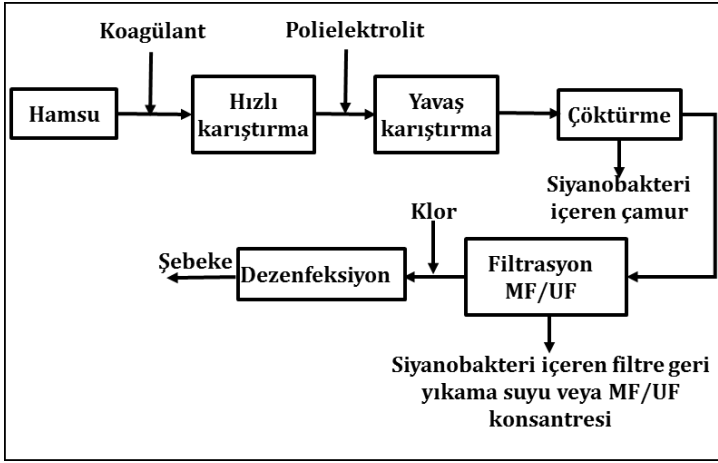 Koagülant
Polielektrolit
Hamsu
Hızlı
karıştırma
Yavaş
karıştırma
Çöktürme
Siyanobakteri
içeren çamur
Klor
Şebeke
Dezenfeksiyon
Filtrasyon
MF/UF
Siyanobakteri içeren filtre geri
yıkama suyu veya MF/UF
konsantresi